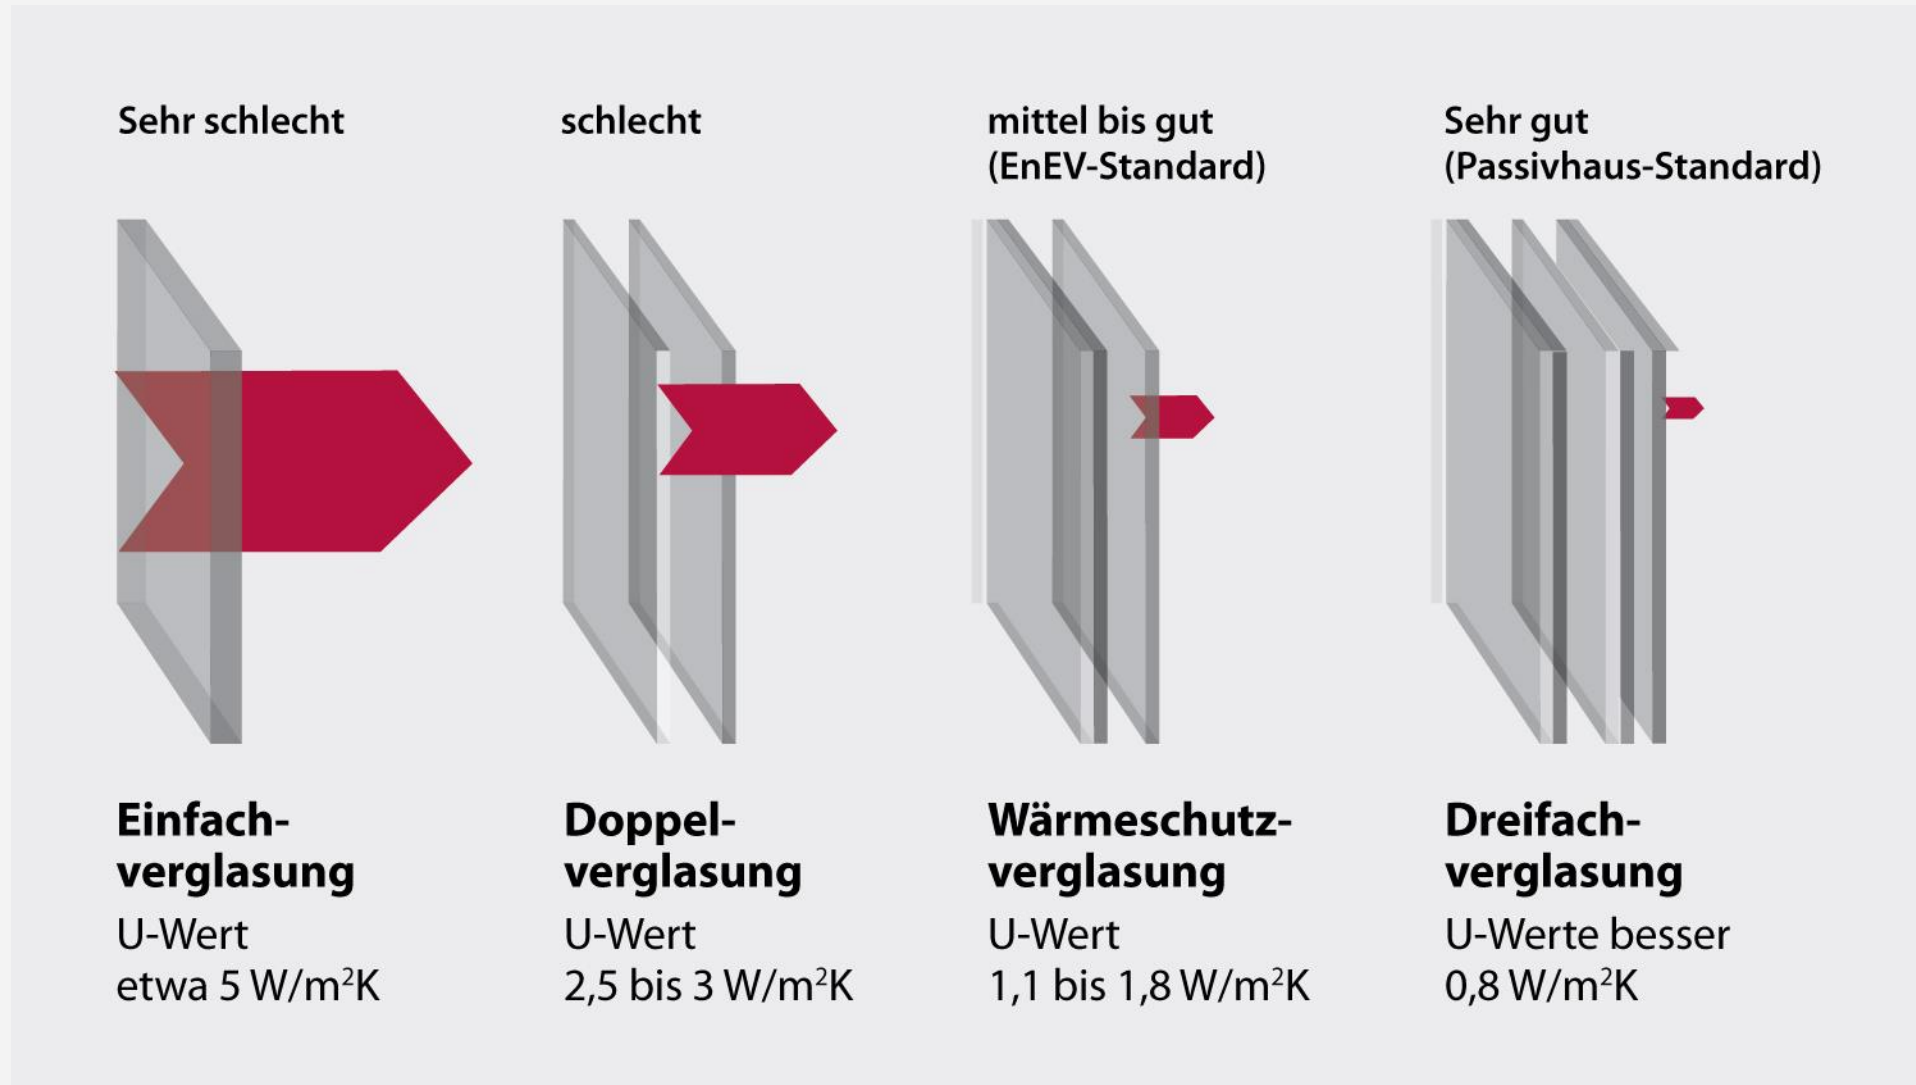 Sehr schlecht
schlecht
mittel bis gut
(EnEV-Standard)
Sehr gut
(Passivhaus-Standard)
Einfach-
verglasung
U-Wert
etwa 5 W/m²K
Doppel-
verglasung
U-Wert
2,5 bis 3 W/m²K
Wärmeschutz-
verglasung
U-Wert
1,1 bis 1,8 W/m²K
Dreifach-
verglasung
U-Werte besser
0,8 W/m²K